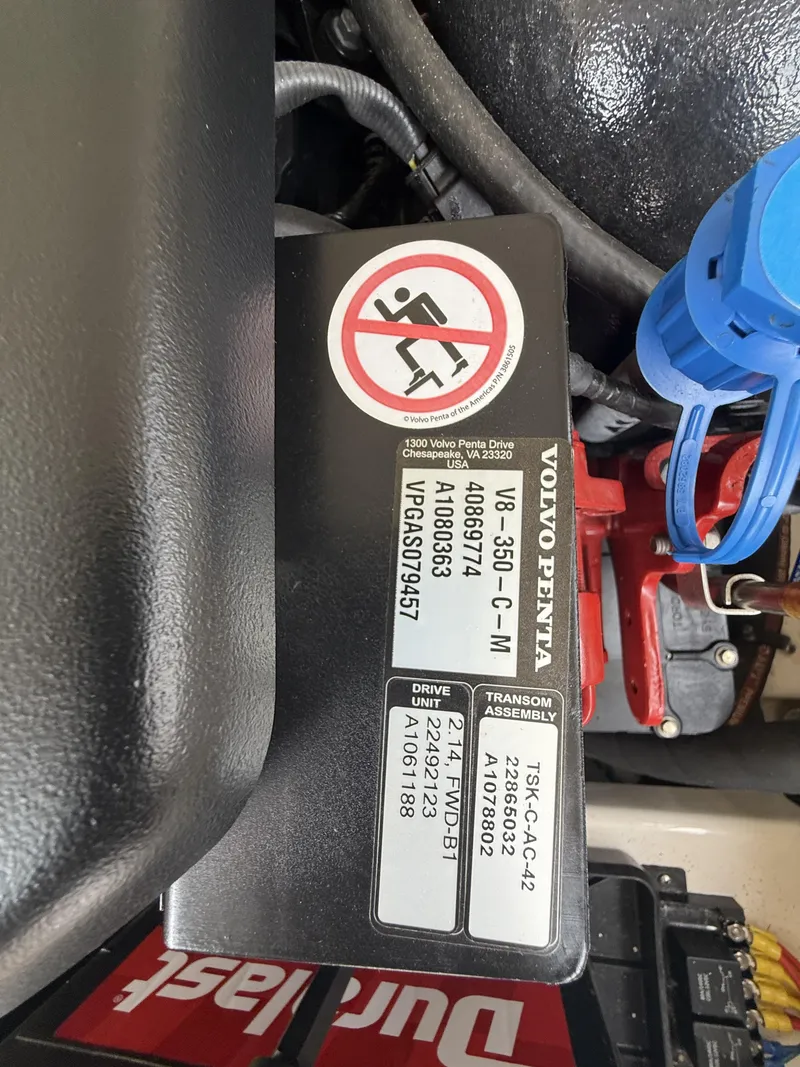 © Volvo Penta of the Americas P/N 3861505
VOLVO PENTA
1300 Volvo Penta Drive
Chesapeake, VA 23320
USA
V8-350-C-M
40869774
A1080363
VPGAS079457
TRANSOM
ASSEMBLY
TSK-C-AC-42
22865032
A1078802
DRIVE
UNIT
2.14, FWD-B1
22492123
A1061188
Duralast®